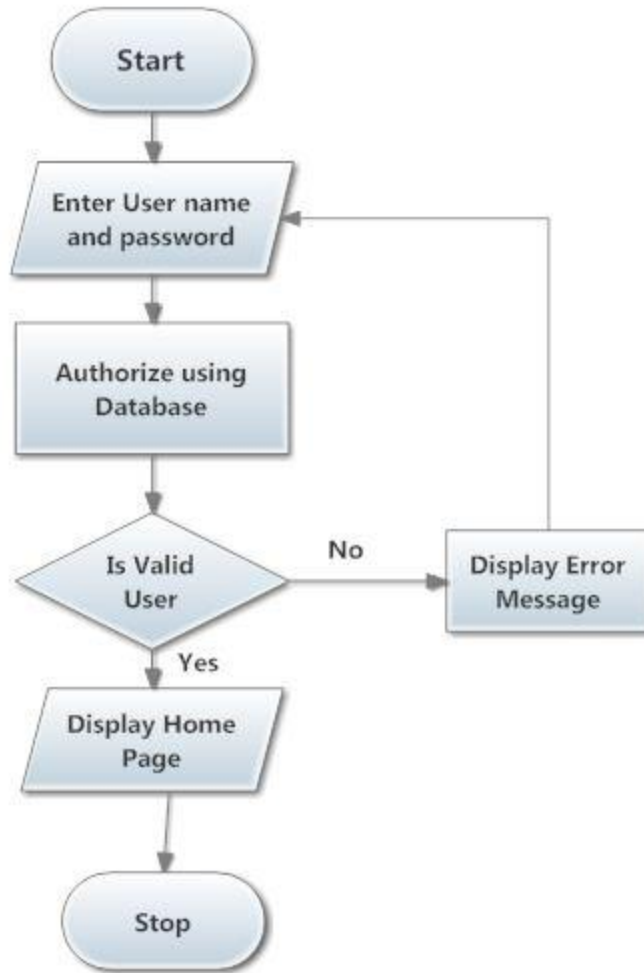 Start
Enter User name
and password
Authorize using
Database
Is Valid
User
No
Display Error
Message
Yes
Display Home
Page
Stop